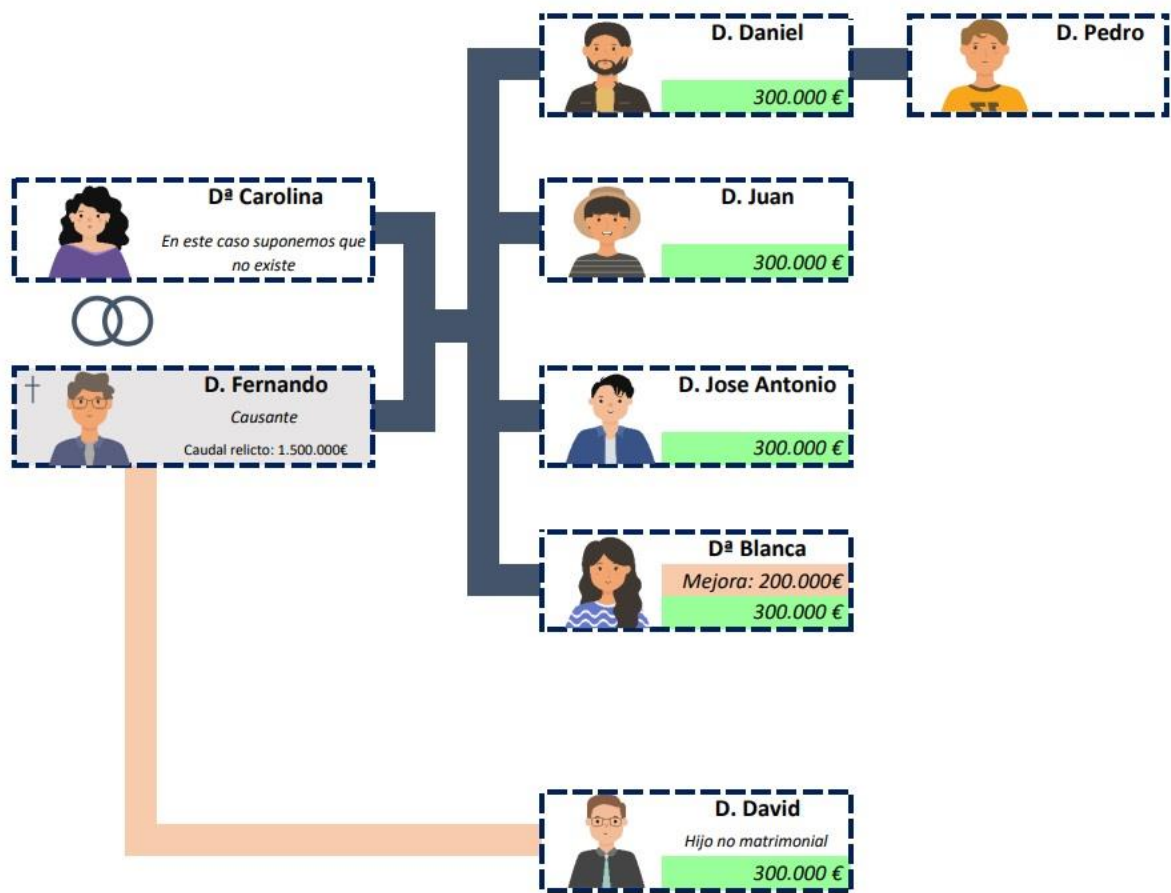 D. Daniel
300.000 €
D. Pedro
Dª Carolina
En este caso suponemos que
no existe
D. Juan
300.000 €
D. Fernando
Causante
Caudal relicto: 1.500.000€
D. Jose Antonio
300.000 €
Dª Blanca
Mejora: 200.000€
300.000 €
D. David
Hijo no matrimonial
300.000 €